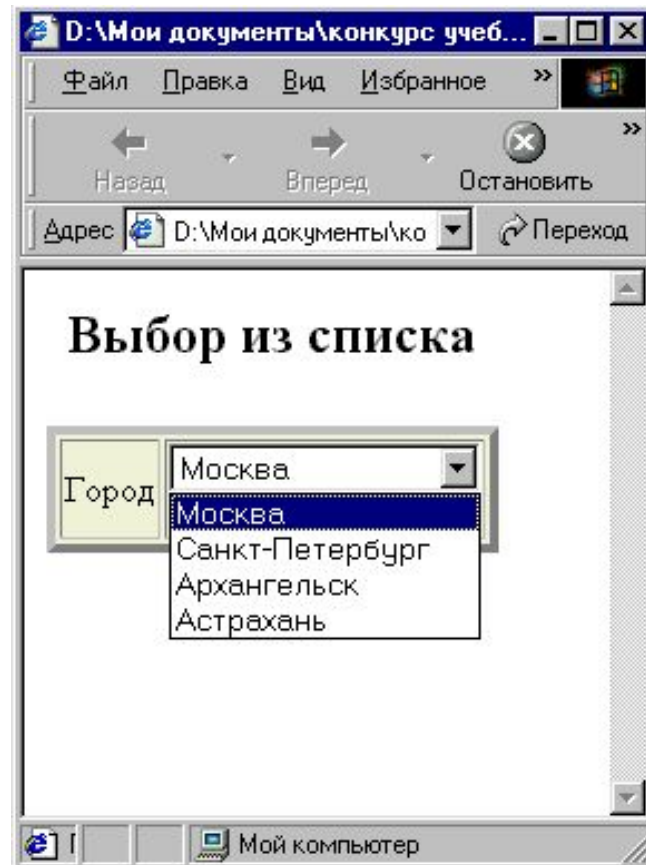 D:\Мои документы\конкурс учеб...
Файл Правка Вид Избранное »
Назад Вперед Остановить »
Адрес D:\Мои документы\ко Переход
Выбор из списка
Город Москва
Москва
Санкт-Петербург
Архангельск
Астрахань
Мой компьютер